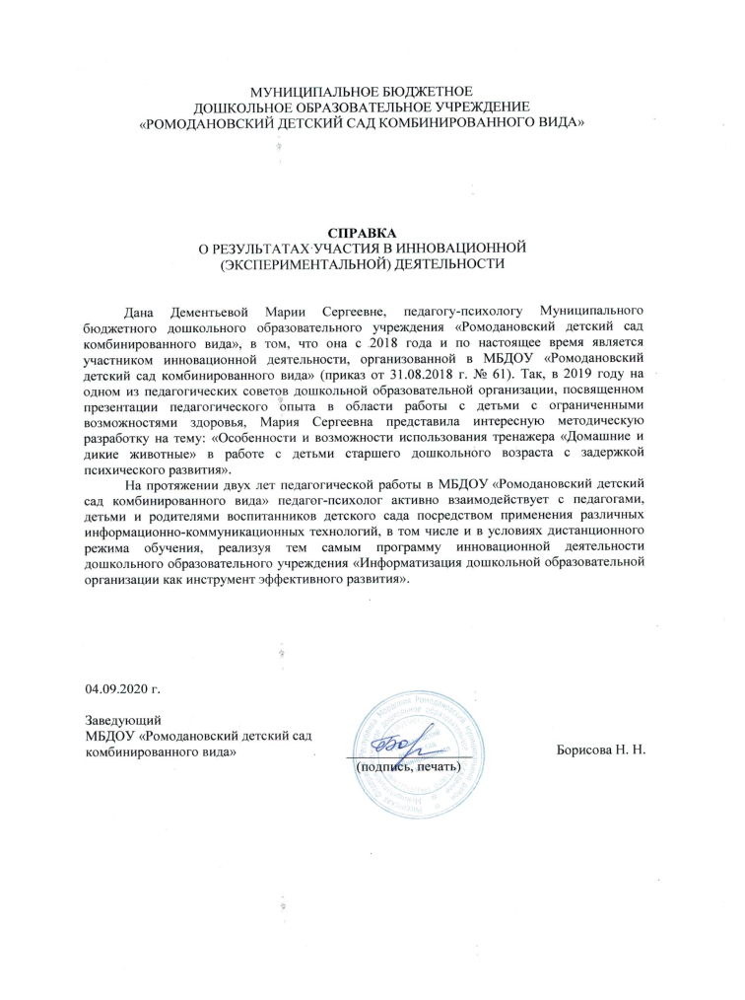 МУНИЦИПАЛЬНОЕ БЮДЖЕТНОЕ
ДОШКОЛЬНОЕ ОБРАЗОВАТЕЛЬНОЕ УЧРЕЖДЕНИЕ
«РОМОДАНОВСКИЙ ДЕТСКИЙ САД КОМБИНИРОВАННОГО ВИДА»
СПРАВКА
О РЕЗУЛЬТАТАХ УЧАСТИЯ В ИННОВАЦИОННОЙ
(ЭКСПЕРИМЕНТАЛЬНОЙ) ДЕЯТЕЛЬНОСТИ
Дана Дементьевой Марии Сергеевне, педагогу-психологу Муниципального
бюджетного дошкольного образовательного учреждения «Ромодановский детский сад
комбинированного вида», в том, что она с 2018 года и по настоящее время является
участником инновационной деятельности, организованной в МБДОУ «Ромодановский
детский сад комбинированного вида» (приказ от 31.08.2018 г. № 61). Так, в 2019 году на
одном из педагогических советов дошкольной образовательной организации, посвященном
презентации педагогического опыта в области работы с детьми с ограниченными
возможностями здоровья, Мария Сергеевна представила интересную методическую
разработку на тему: «Особенности и возможности использования тренажера «Домашние и
дикие животные» в работе с детьми старшего дошкольного возраста с задержкой
психического развития».
На протяжении двух лет педагогической работы в МБДОУ «Ромодановский детский
сад комбинированного вида» педагог-психолог активно взаимодействует с педагогами,
детьми и родителями воспитанников детского сада посредством применения различных
информационно-коммуникационных технологий, в том числе и в условиях дистанционного
режима обучения, реализуя тем самым программу инновационной деятельности
дошкольного образовательного учреждения «Информатизация дошкольной образовательной
организации как инструмент эффективного развития».
04.09.2020 г.
Заведующий
МБДОУ «Ромодановский детский сад
комбинированного вида»
(подпись, печать)
Борисова Н. Н.